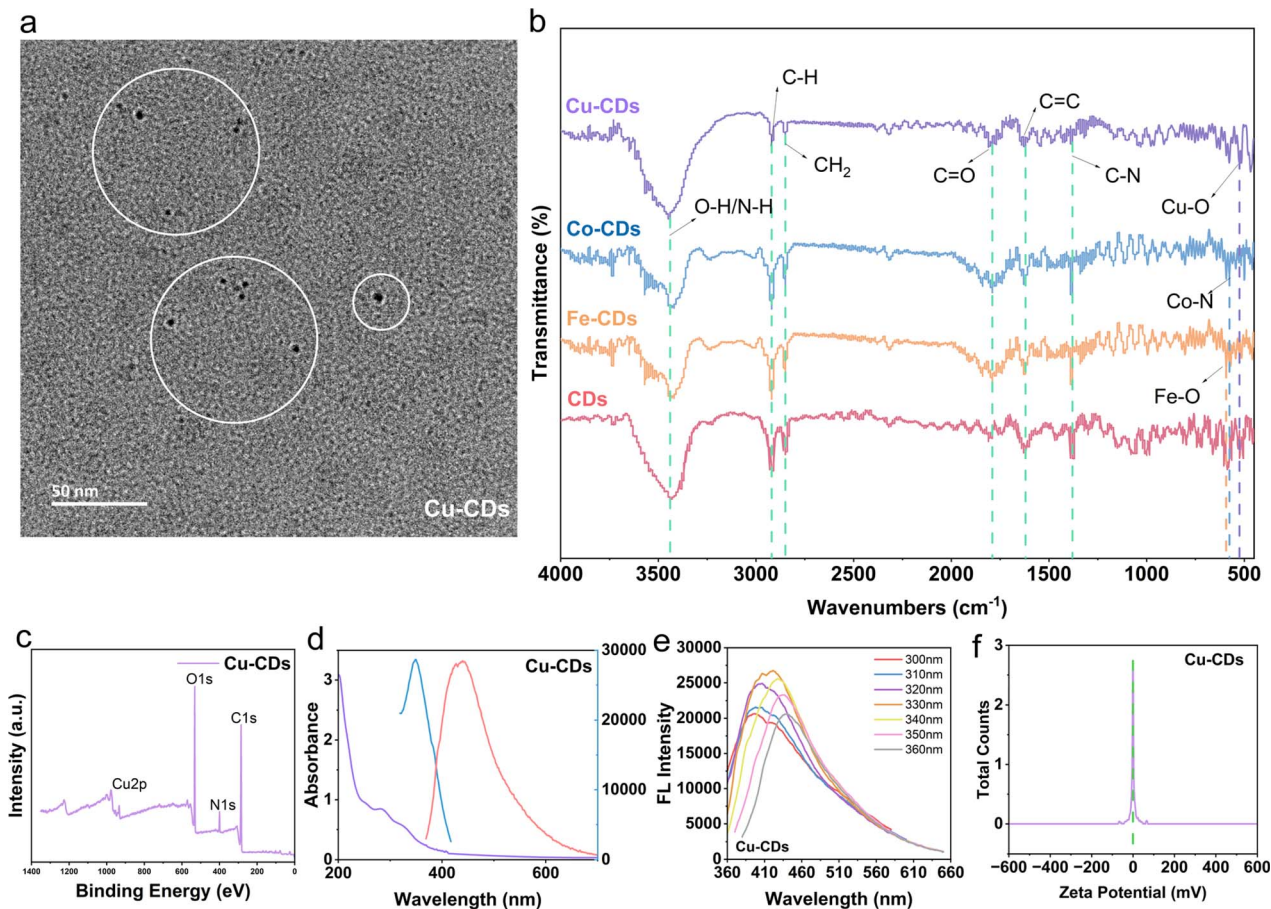 a
50 nm
Cu-CDs
b
Transmittance (%)
Cu-CDs
C-H
CH2
C=O
C=C
C-N
Cu-O
O-H/N-H
Co-CDs
Co-N
Fe-CDs
Fe-O
CDs
4000 3500 3000 2500 2000 1500 1000 500
Wavenumbers (cm-1)
c
Intensity (a.u.)
Cu-CDs
O1s
C1s
Cu2p
N1s
1400 1200 1000 800 600 400 200 0
Binding Energy (eV)
d
Absorbance
Cu-CDs
3
2
1
0
30000
24000
18000
12000
6000
0
200 400 600
Wavelength (nm)
e
FL Intensity
30000
25000
20000
15000
10000
5000
0
300nm
310nm
320nm
330nm
340nm
350nm
360nm
Cu-CDs
360 410 460 510 560 610 660
Wavelength (nm)
f
Total Counts
Cu-CDs
3
2
1
0
−600 −400 −200 0 200 400 600
Zeta Potential (mV)